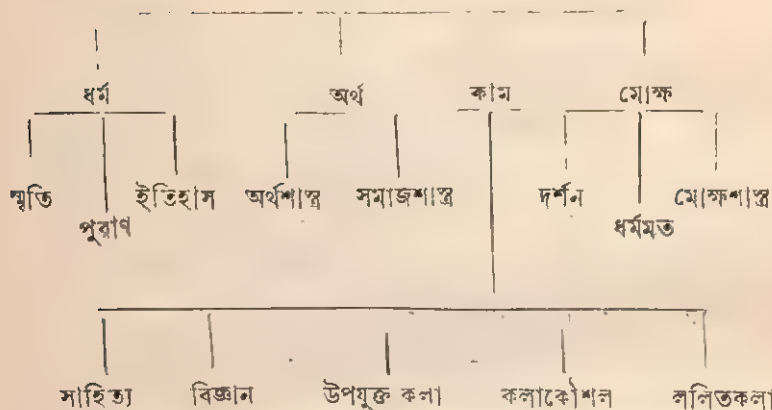 ধর্ম অর্থ কাম মোক্ষ
স্মৃতি পুরাণ ইতিহাস অর্থশাস্ত্র সমাজশাস্ত্র দর্শন ধর্মমত মোক্ষশাস্ত্র
সাহিত্য বিজ্ঞান উপযুক্ত কলা কলাকৌশল ললিতকলা